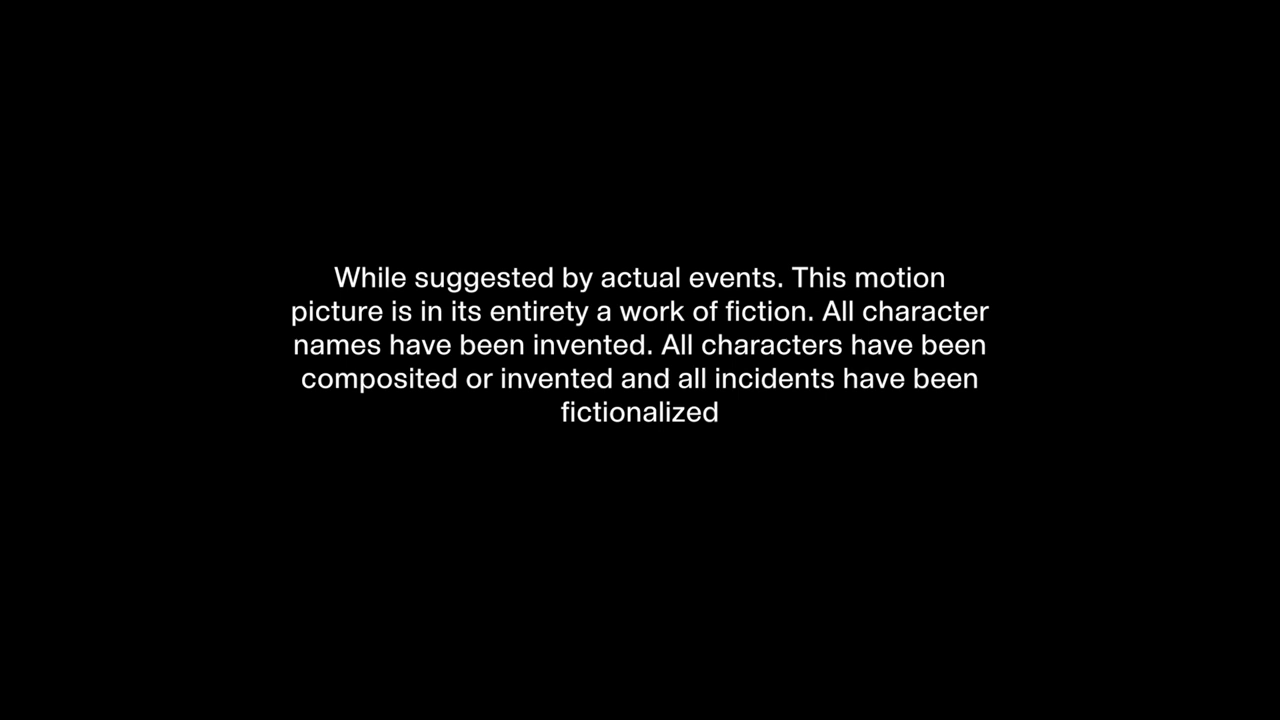 While suggested by actual events. This motion
picture is in its entirety a work of fiction. All character
names have been invented. All characters have been
composited or invented and all incidents have been
fictionalized